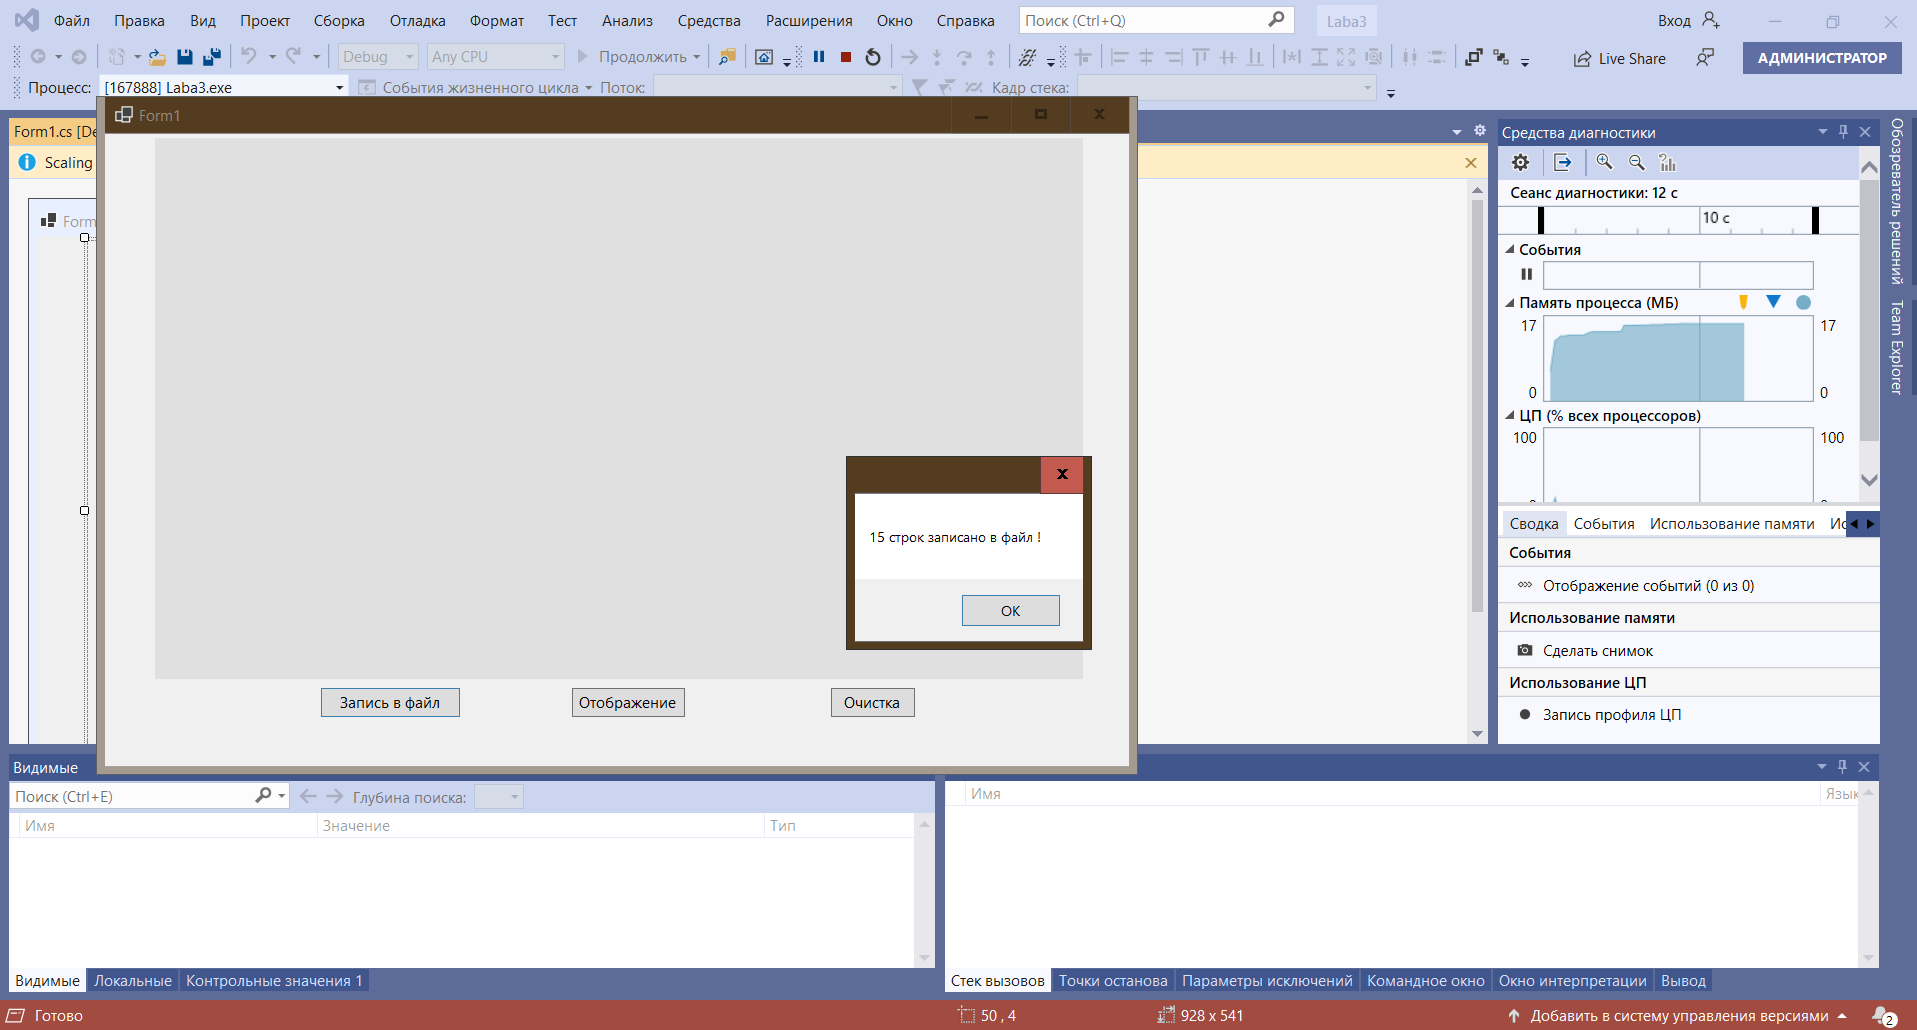 Файл Правка Вид Проект Сборка Отладка Формат Тест Анализ Средства Расширения Окно Справка Поиск (Ctrl+Q) Laba3 Вход
Debug Any CPU Продолжить Live Share АДМИНИСТРАТОР
Процесс: [167888] Laba3.exe События жизненного цикла Поток: Кадр стека:
Form1.cs [De
Scaling
Form
Form1
15 строк записано в файл !
OK
Запись в файл Отображение Очистка
Средства диагностики
Сеанс диагностики: 12 с
10 с
События
Память процесса (МБ)
17 17
0 0
ЦП (% всех процессоров)
100 100
Сводка События Использование памяти Ис
События
Отображение событий (0 из 0)
Использование памяти
Сделать снимок
Использование ЦП
Запись профиля ЦП
Обозреватель решений
Team Explorer
Видимые
Поиск (Ctrl+E) Глубина поиска:
Имя Значение Тип
Имя Язык
Видимые Локальные Контрольные значения 1
Стек вызовов Точки останова Параметры исключений Командное окно Окно интерпретации Вывод
Готово 50 , 4 928 x 541 Добавить в систему управления версиями 2